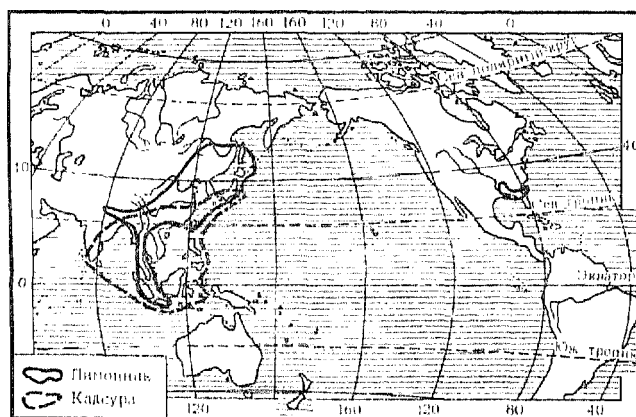 0 40 80 120 160 160 120 80 40 0
Сев. полярный круг
40
Сев. тропик
Экватор
0
Юж. тропик
Лимонник
Кадсура
120 160 120 80 40